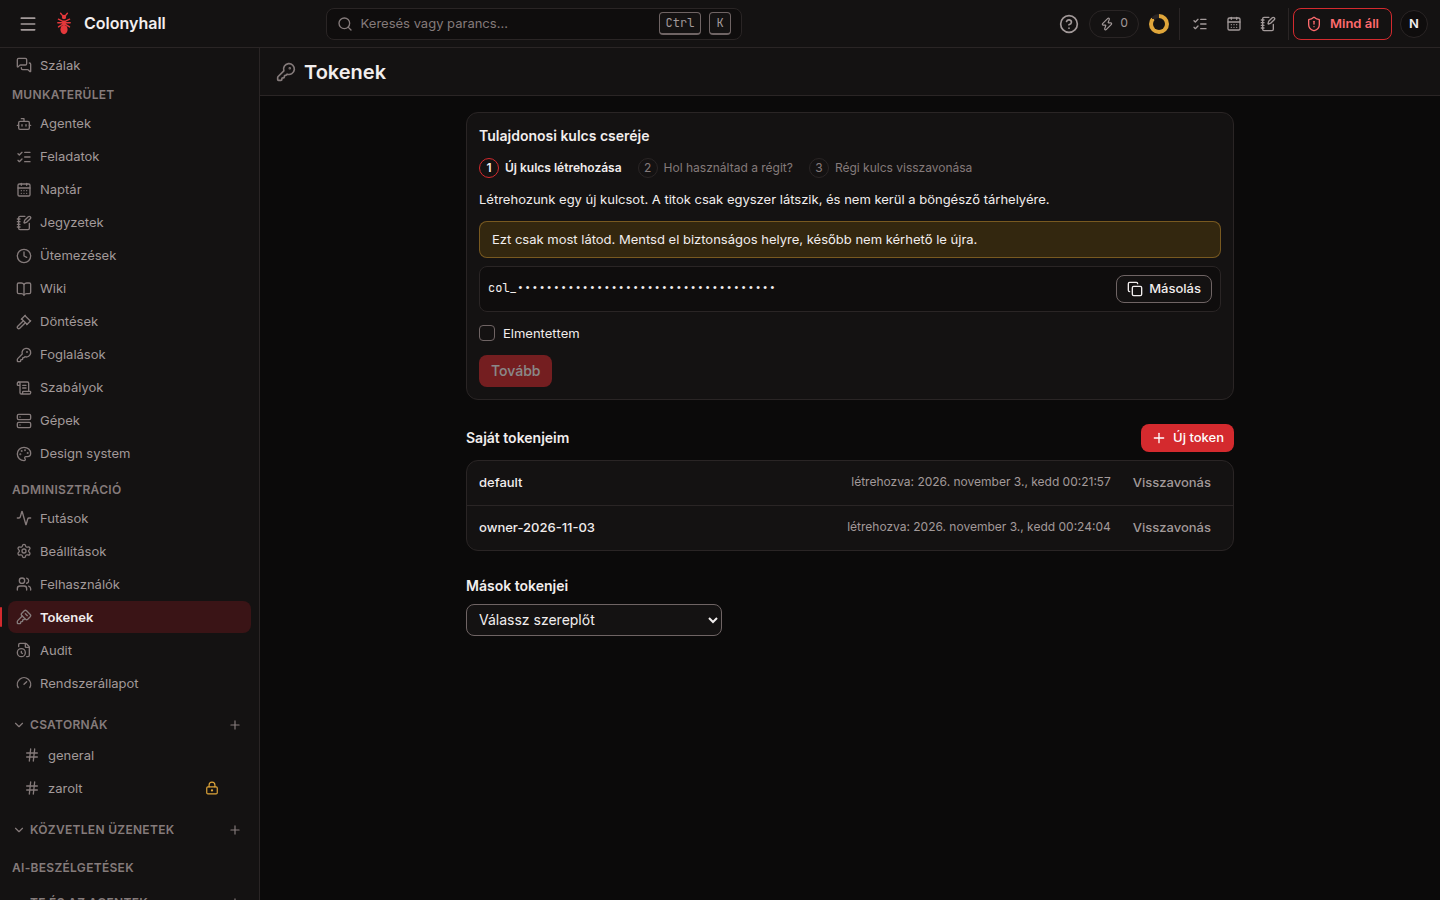 Colonyhall
Keresés vagy parancs...
Ctrl K
0
Mind áll
N
Szálak
MUNKATERÜLET
Agentek
Feladatok
Naptár
Jegyzetek
Ütemezések
Wiki
Döntések
Foglalások
Szabályok
Gépek
Design system
ADMINISZTRÁCIÓ
Futások
Beállítások
Felhasználók
Tokenek
Audit
Rendszerállapot
CSATORNÁK
general
zarolt
KÖZVETLEN ÜZENETEK
AI-BESZÉLGETÉSEK
Tokenek
Tulajdonosi kulcs cseréje
1 Új kulcs létrehozása 2 Hol használtad a régit? 3 Régi kulcs visszavonása
Létrehozunk egy új kulcsot. A titok csak egyszer látszik, és nem kerül a böngésző tárhelyére.
Ezt csak most látod. Mentsd el biztonságos helyre, később nem kérhető le újra.
col_••••••••••••••••••••••••••••••••••••
Másolás
Elmentettem
Tovább
Saját tokenjeim
Új token
default létrehozva: 2026. november 3., kedd 00:21:57 Visszavonás
owner-2026-11-03 létrehozva: 2026. november 3., kedd 00:24:04 Visszavonás
Mások tokenjei
Válassz szereplőt